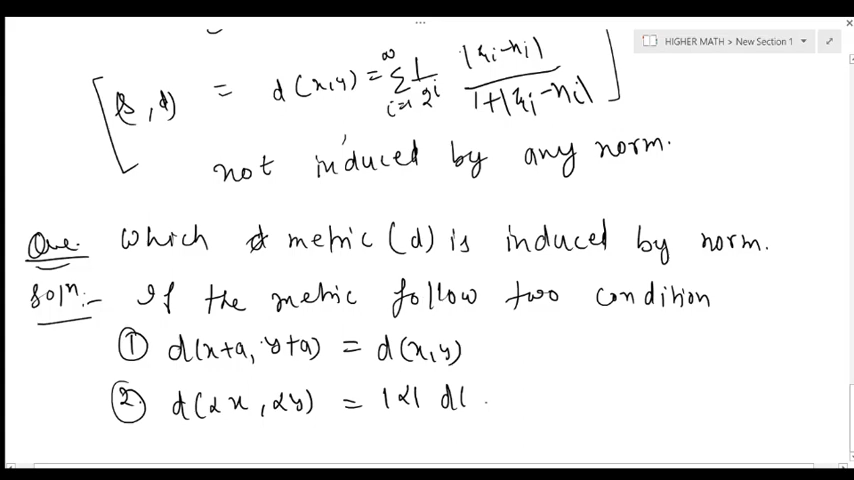 HIGHER MATH > New Section 1
[(s, d) = d(x,y) = ∑_{i=1}^{∞} 1/2^i |ξi-ηi| / 1+|ξi-ηi|]
not induced by any norm.
Que. Which metric (d) is induced by norm.
Soln:- If the metric follow two condition
① d(x+a, y+a) = d(x,y)
② d(αx, αy) = |α| d(